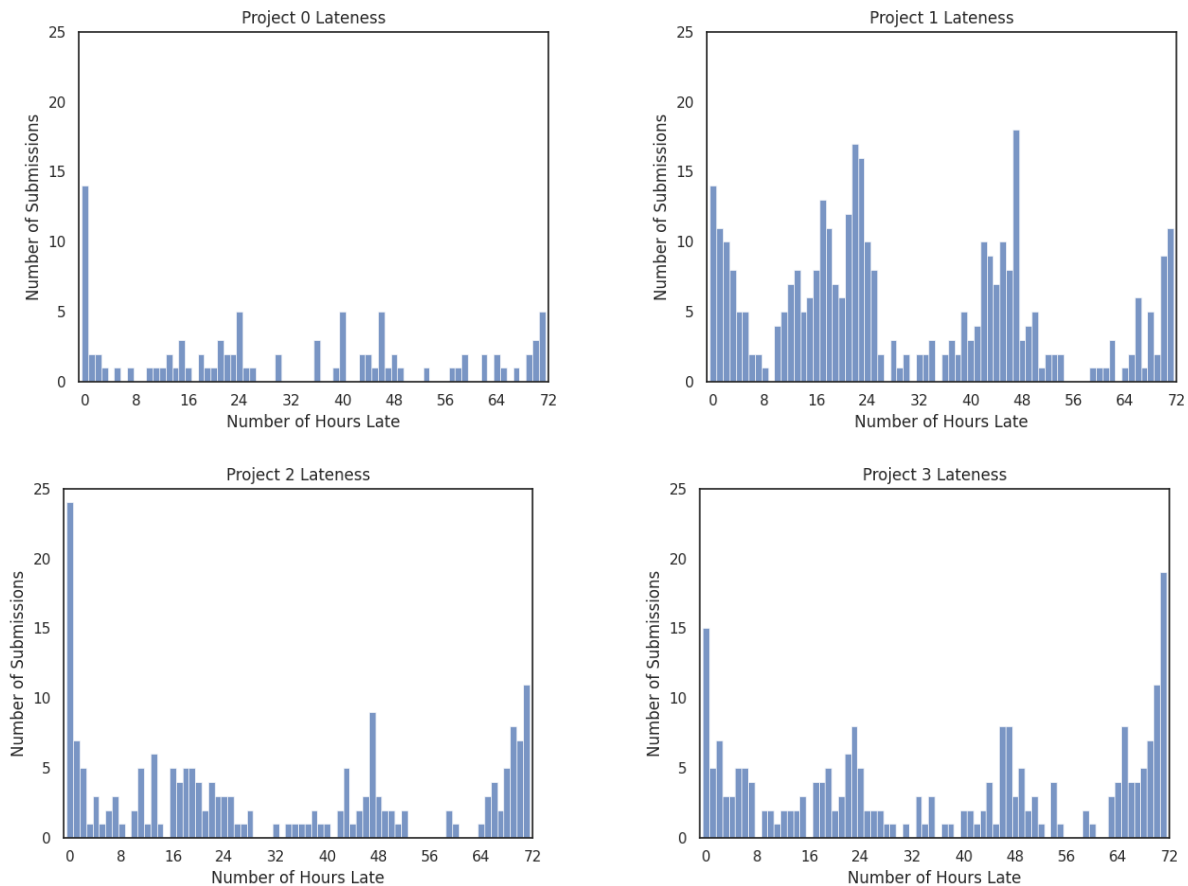 Project 0 Lateness
25
20
15
10
5
0
Number of Submissions
0 8 16 24 32 40 48 56 64 72
Number of Hours Late
Project 1 Lateness
25
20
15
10
5
0
Number of Submissions
0 8 16 24 32 40 48 56 64 72
Number of Hours Late
Project 2 Lateness
25
20
15
10
5
0
Number of Submissions
0 8 16 24 32 40 48 56 64 72
Number of Hours Late
Project 3 Lateness
25
20
15
10
5
0
Number of Submissions
0 8 16 24 32 40 48 56 64 72
Number of Hours Late